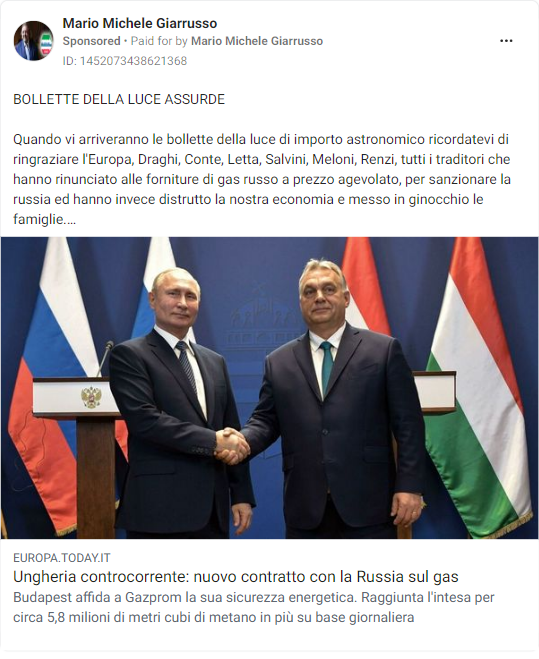 Mario Michele Giarrusso
Sponsored • Paid for by Mario Michele Giarrusso
ID: 1452073438621368
BOLLETTE DELLA LUCE ASSURDE
Quando vi arriveranno le bollette della luce di importo astronomico ricordatevi di
ringraziare l'Europa, Draghi, Conte, Letta, Salvini, Meloni, Renzi, tutti i traditori che
hanno rinunciato alle forniture di gas russo a prezzo agevolato, per sanzionare la
russia ed hanno invece distrutto la nostra economia e messo in ginocchio le
famiglie....
EUROPA.TODAY.IT
Ungheria controcorrente: nuovo contratto con la Russia sul gas
Budapest affida a Gazprom la sua sicurezza energetica. Raggiunta l'intesa per
circa 5,8 milioni di metri cubi di metano in più su base giornaliera